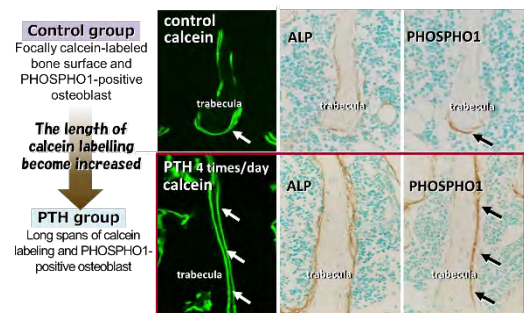 Control group
Focally calcein-labeled
bone surface and
PHOSPHO1-positive
osteoblast
The length of
calcein labelling
become increased
PTH group
Long spans of calcein
labeling and PHOSPHO1-
positive osteoblast
control
calcein
trabecula
ALP
trabecula
PHOSPHO1
trabecula
PTH 4 times/day
calcein
trabecula
ALP
trabecula
PHOSPHO1
trabecula